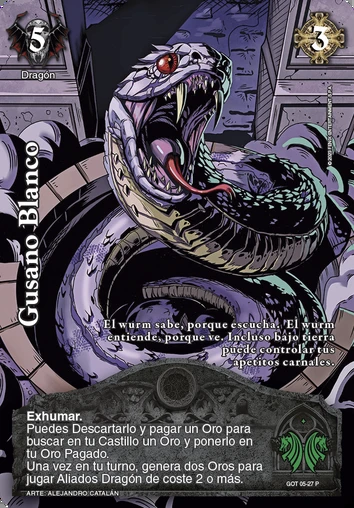 5
3
Dragón
Gusano Blanco
El wurm sabe, porque escucha. El wurm
entiende, porque ve. Incluso bajo tierra
puede controlar tus
apetitos carnales.
Exhumar.
Puedes Descartarlo y pagar un Oro para
buscar en tu Castillo un Oro y ponerlo en
tu Oro Pagado.
Una vez en tu turno, genera dos Oros para
jugar Aliados Dragón de coste 2 o más.
GOT 05-27 P
ARTE: ALEJANDRO CATALÁN